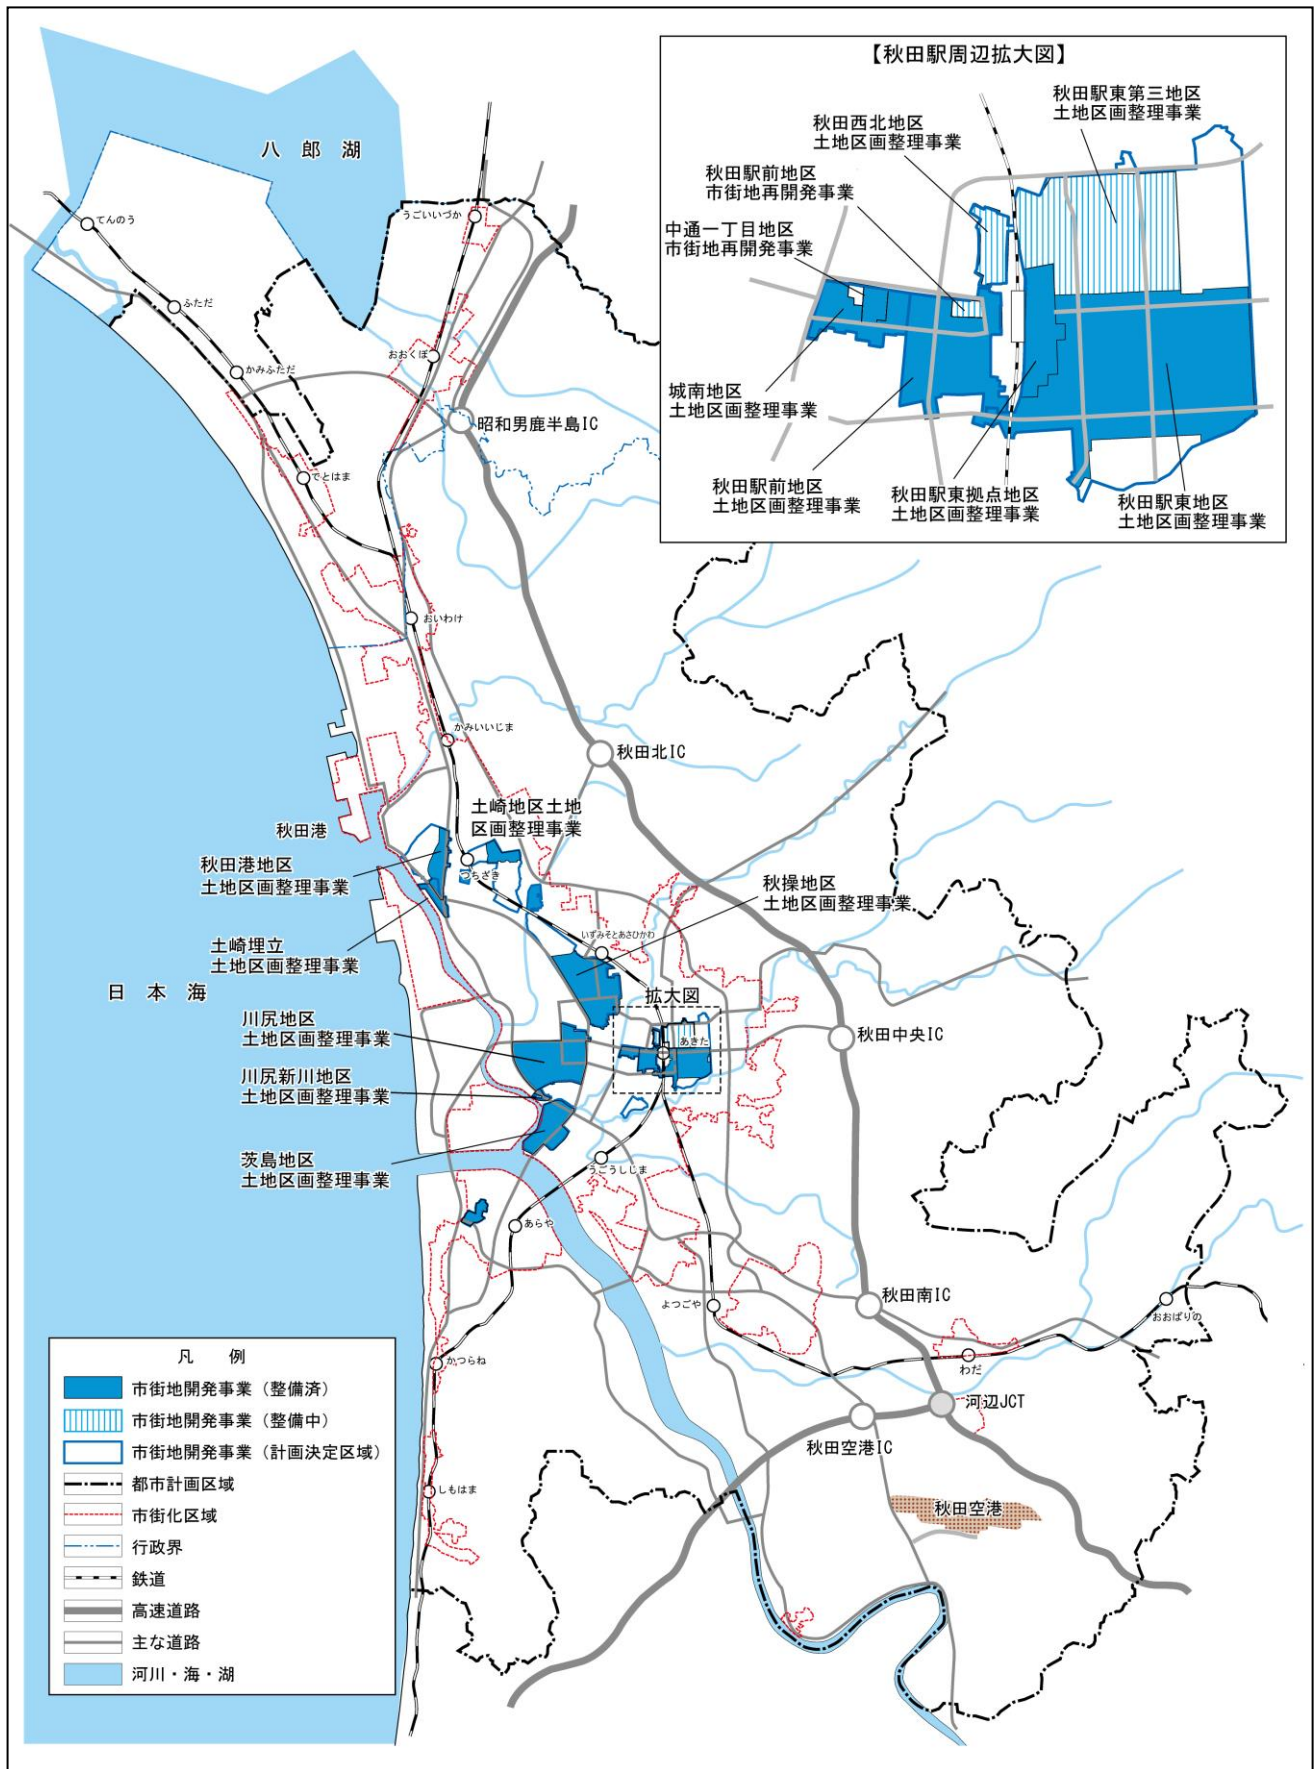 【秋田駅周辺拡大図】
秋田駅東第三地区
土地区画整理事業
秋田西北地区
土地区画整理事業
秋田駅前地区
市街地再開発事業
中通一丁目地区
市街地再開発事業
城南地区
土地区画整理事業
秋田駅前地区
土地区画整理事業
秋田駅東拠点地区
土地区画整理事業
秋田駅東地区
土地区画整理事業
八郎湖
てんのう
うごいいづか
ふただ
おおくぼ
かみふただ
昭和男鹿半島IC
でとはま
おいわけ
かみいいじま
秋田北IC
土崎地区土地
区画整理事業
秋田港
つちざき
秋田港地区
土地区画整理事業
秋操地区
土地区画整理事業
いずみそとあさひかわ
土崎埋立
土地区画整理事業
日本海
拡大図
あきた
秋田中央IC
川尻地区
土地区画整理事業
川尻新川地区
土地区画整理事業
茨島地区
土地区画整理事業
うごうしじま
あらや
よつごや
秋田南IC
おおばりの
わだ
かつらね
河辺JCT
秋田空港IC
しもはま
秋田空港
凡例
市街地開発事業（整備済）
市街地開発事業（整備中）
市街地開発事業（計画決定区域）
都市計画区域
市街化区域
行政界
鉄道
高速道路
主な道路
河川・海・湖